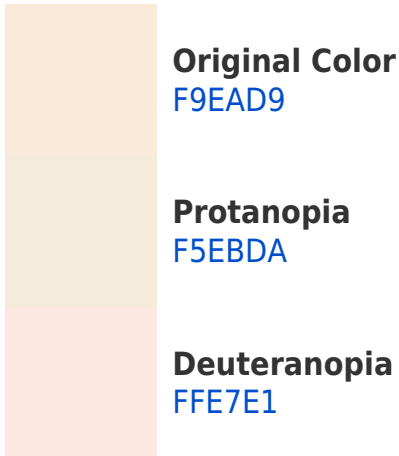 Original Color
F9EAD9
Protanopia
F5EBDA
Deuteranopia
FFE7E1